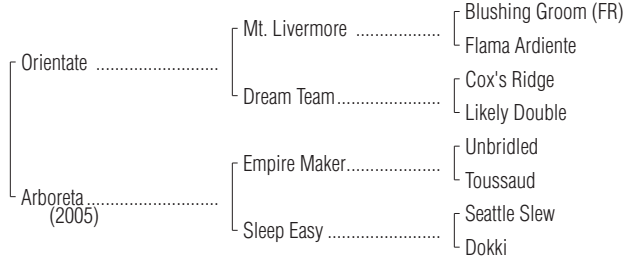 Blushing Groom (FR)
Mt. Livermore ..................
Flama Ardiente
Orientate ..........................
Cox's Ridge
Dream Team......................
Likely Double
Unbridled
Empire Maker....................
Toussaud
Arboreta............................
(2005)
Seattle Slew
Sleep Easy ........................
Dokki